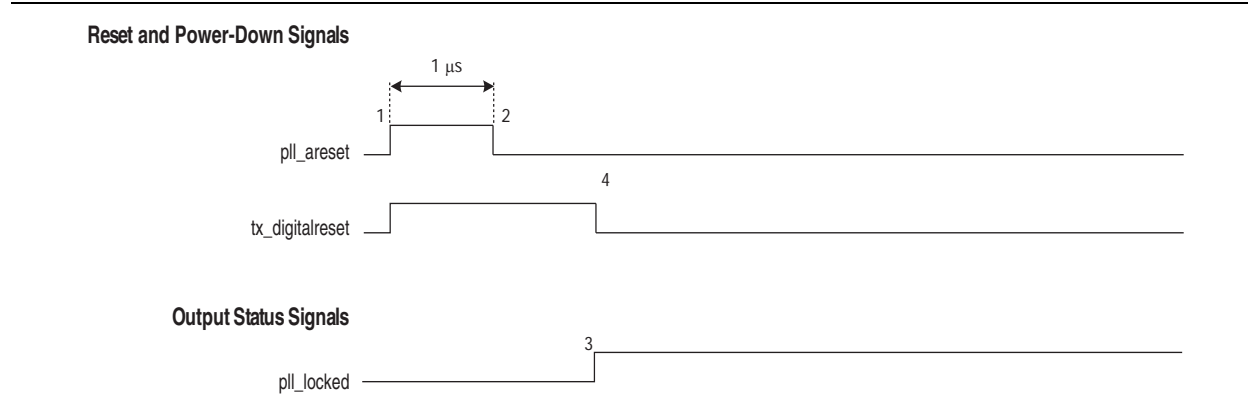 Reset and Power-Down Signals
1 μs
1
2
pll_areset
4
tx_digitalreset
Output Status Signals
3
pll_locked